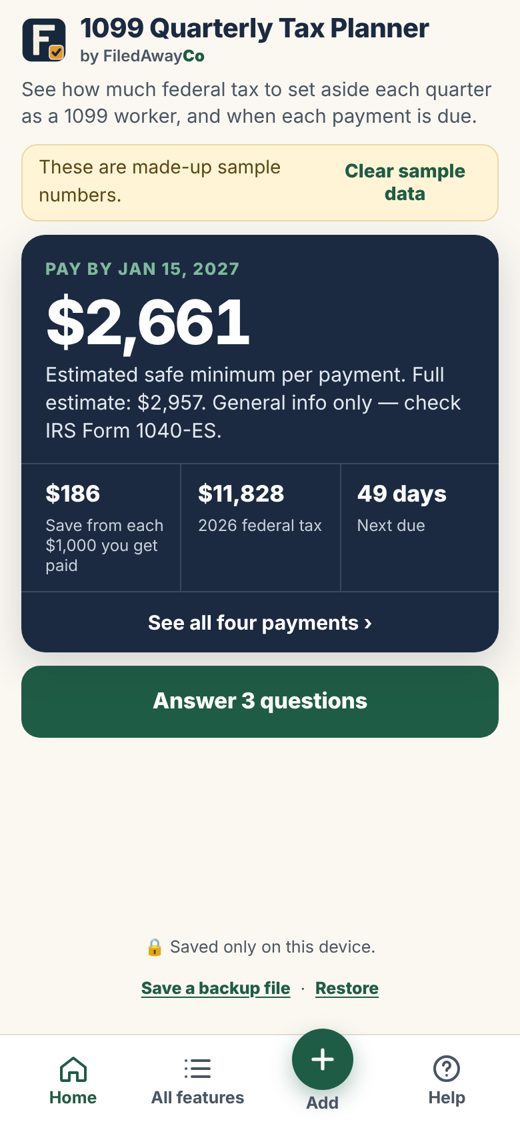 F
1099 Quarterly Tax Planner
by FiledAwayCo
See how much federal tax to set aside each quarter
as a 1099 worker, and when each payment is due.
These are made-up sample
numbers.
Clear sample
data
PAY BY JAN 15, 2027
$2,661
Estimated safe minimum per payment. Full
estimate: $2,957. General info only — check
IRS Form 1040-ES.
$186
Save from each
$1,000 you get
paid
$11,828
2026 federal tax
49 days
Next due
See all four payments ›
Answer 3 questions
🔒 Saved only on this device.
Save a backup file · Restore
Home
All features
Add
Help